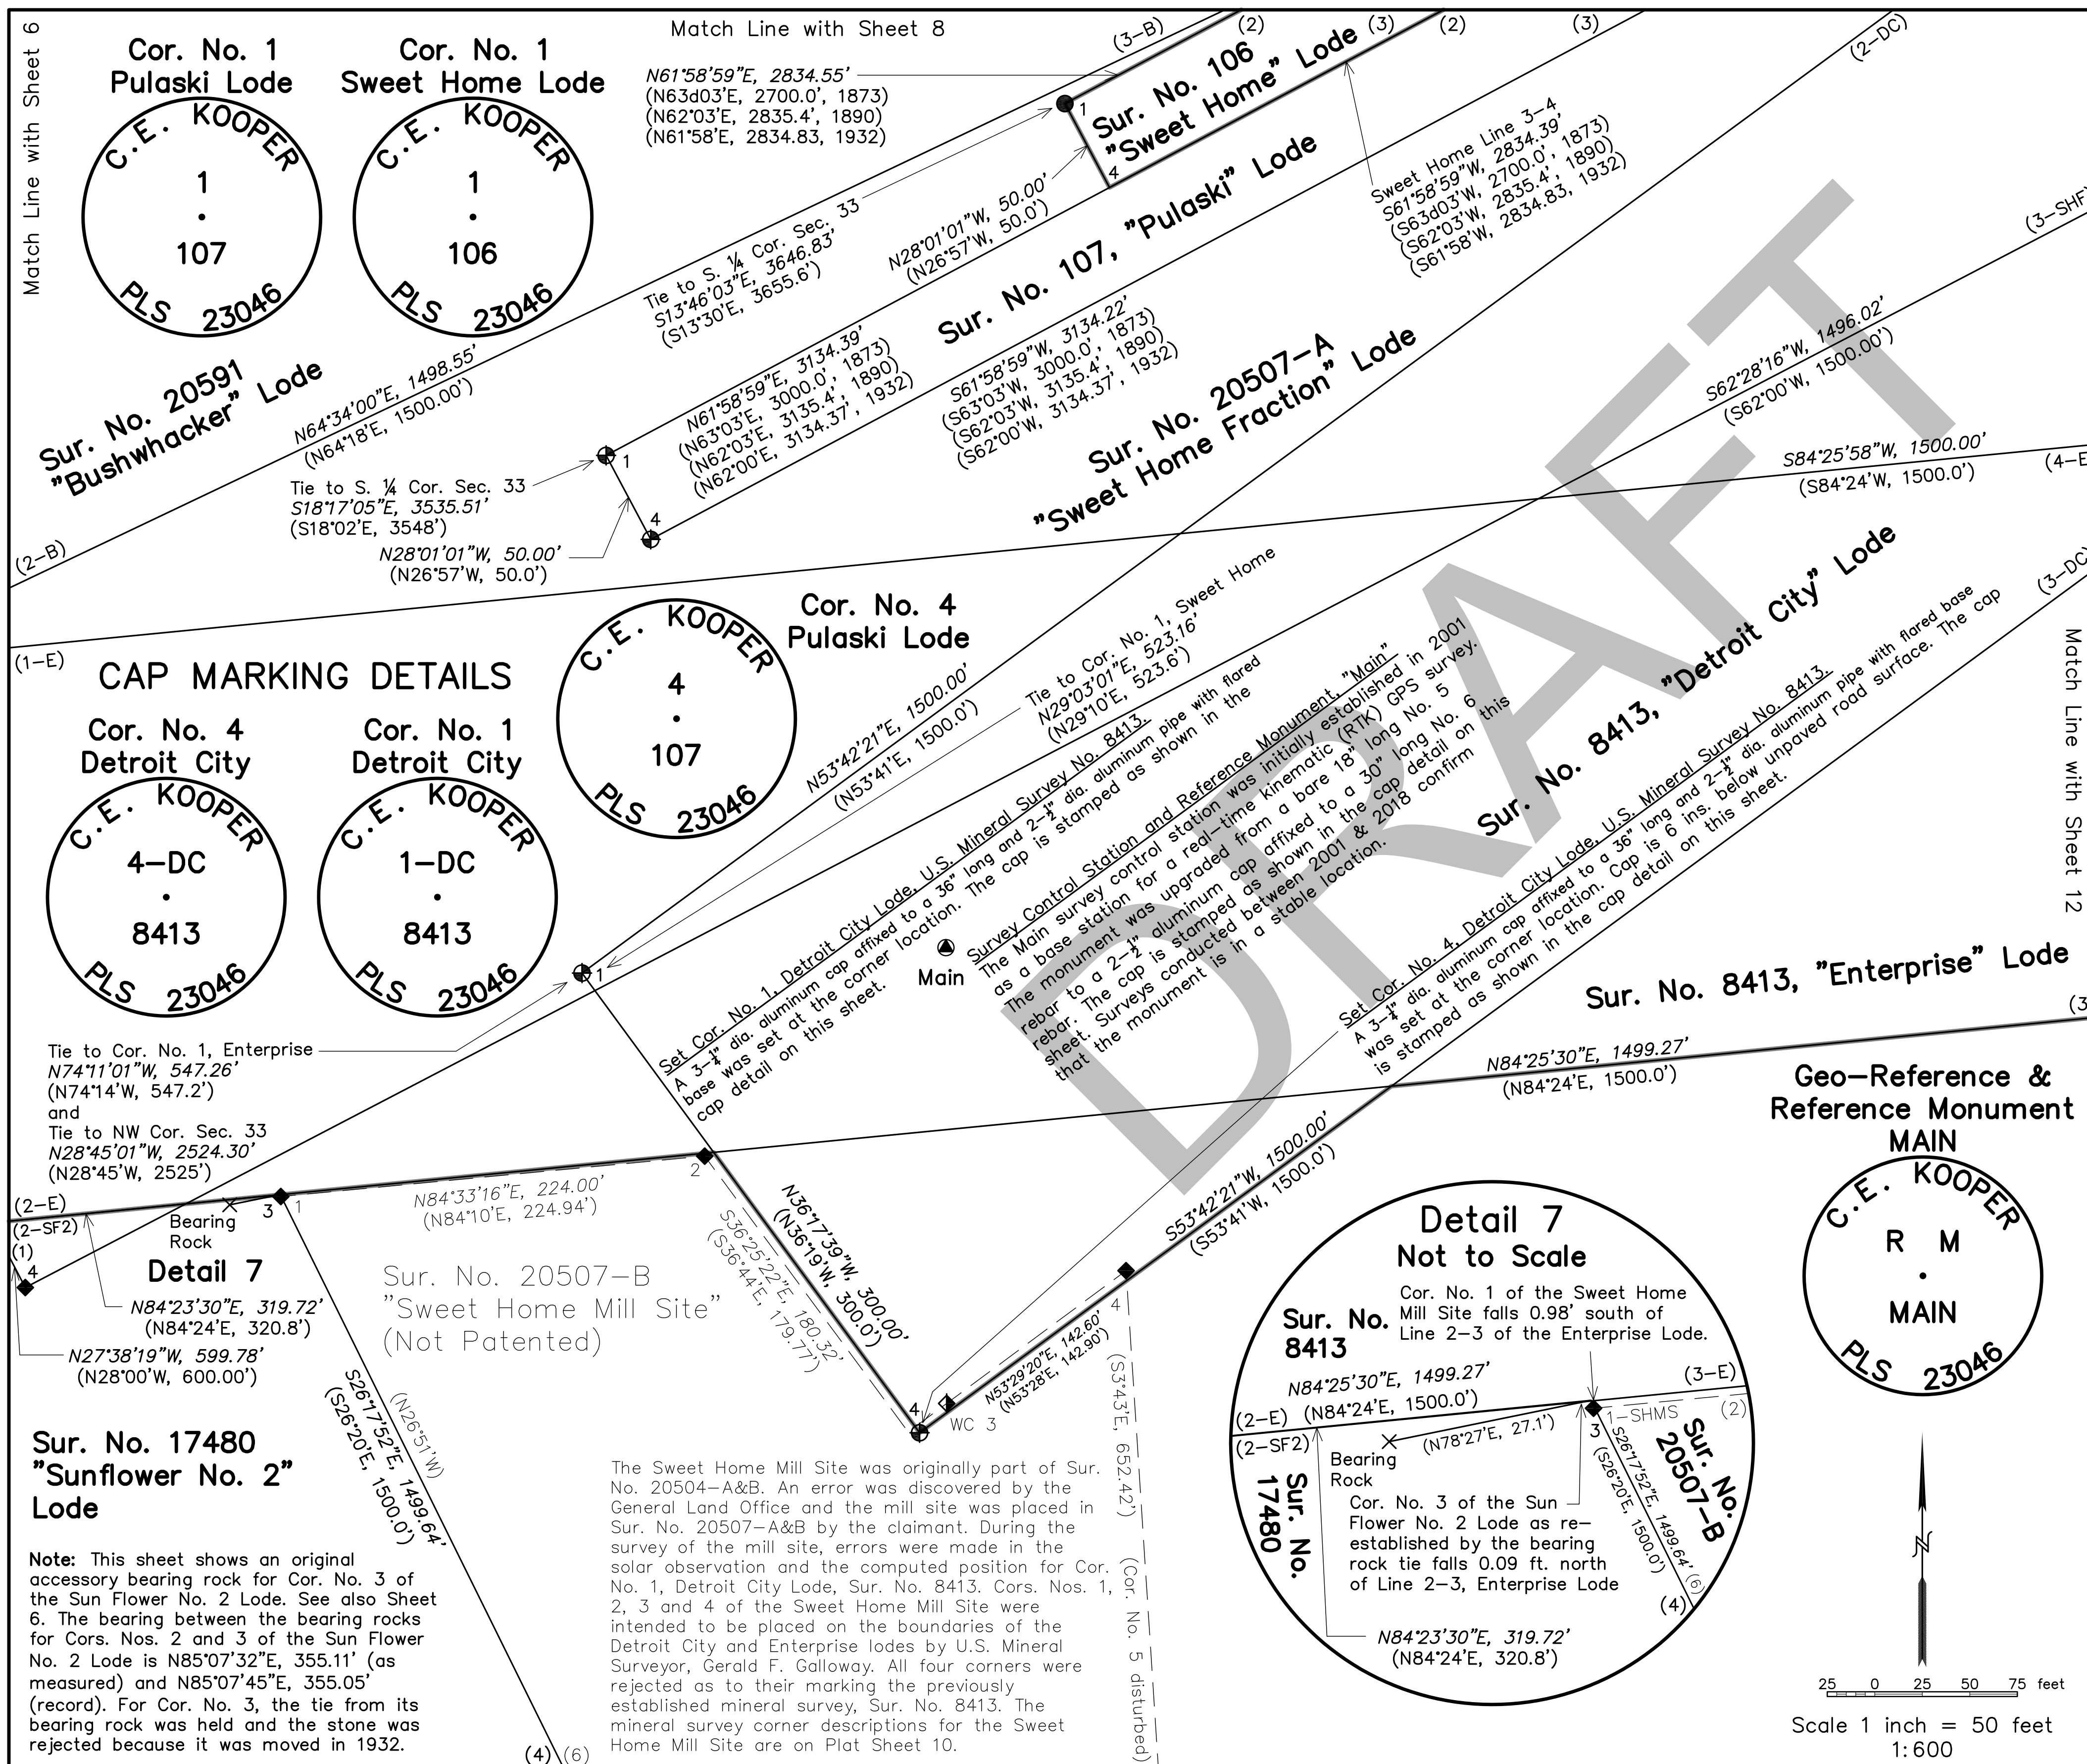 Match Line with Sheet 6
Match Line with Sheet 8
Cor. No. 1
Pulaski Lode
C.E. KOOPER
1
107
PLS 23046
Cor. No. 1
Sweet Home Lode
C.E. KOOPER
1
106
PLS 23046
N61°58'59"E, 2834.55'
(N63d03'E, 2700.0', 1873)
(N62°03'E, 2835.4', 1890)
(N61°58'E, 2834.83, 1932)
(3-B)
(2)
(3)
(2)
(3)
(2-DC)
1
4
Sur. No. 106
"Sweet Home" Lode
Sweet Home Line 3-4
S61°58'59"W, 2834.39'
(S63d03'W, 2700.0', 1873)
(S62°03'W, 2835.4', 1890)
(S61°58'W, 2834.83, 1932)
Tie to S. ¼ Cor. Sec. 33
S13°46'03"E, 3646.83'
(S13°30'E, 3655.6')
N28°01'01"W, 50.00'
(N26°57'W, 50.0')
Sur. No. 107, "Pulaski" Lode
Sur. No. 20591
"Bushwhacker" Lode
N64°34'00"E, 1498.55'
(N64°18'E, 1500.00')
(2-B)
N61°58'59"E, 3134.39'
(N63°03'E, 3000.0', 1873)
(N62°03'E, 3135.4', 1890)
(N62°00'E, 3134.37', 1932)
S61°58'59"W, 3134.22'
(S63°03'W, 3000.0', 1873)
(S62°03'W, 3135.4', 1890)
(S62°00'W, 3134.37', 1932)
Sur. No. 20507-A
"Sweet Home Fraction" Lode
1
4
Tie to S. ¼ Cor. Sec. 33
S18°17'05"E, 3535.51'
(S18°02'E, 3548')
N28°01'01"W, 50.00'
(N26°57'W, 50.0')
(3-SHF)
S62°28'16"W, 1496.02'
(S62°00'W, 1500.00')
S84°25'58"W, 1500.00'
(S84°24'W, 1500.0')
(4-E
(1-E)
CAP MARKING DETAILS
Cor. No. 4
Pulaski Lode
C.E. KOOPER
4
107
PLS 23046
Cor. No. 4
Detroit City
C.E. KOOPER
4-DC
8413
PLS 23046
Cor. No. 1
Detroit City
C.E. KOOPER
1-DC
8413
PLS 23046
N53°42'21"E, 1500.00'
(N53°41'E, 1500.0')
Tie to Cor. No. 1, Sweet Home
N29°03'01"E, 523.16'
(N29°10'E, 523.6')
Set Cor. No. 1, Detroit City Lode, U.S. Mineral Survey No. 8413.
A 3-¼" dia. aluminum cap affixed to a 36" long and 2-½" dia. aluminum pipe with flared
base was set at the corner location. The cap is stamped as shown in the
cap detail on this sheet.
Main
Survey Control Station and Reference Monument, "Main"
The Main survey control station was initially established in 2001
as a base station for a real-time kinematic (RTK) GPS survey.
The monument was upgraded from a bare 18" long No. 5
rebar to a 2-½" aluminum cap affixed to a 30" long No. 6
rebar. The cap is stamped as shown in the cap detail on this
sheet. Surveys conducted between 2001 & 2018 confirm
that the monument is in a stable location.
Sur. No. 8413, "Detroit City" Lode
(3-DC)
Set Cor. No. 4, Detroit City Lode, U.S. Mineral Survey No. 8413.
A 3-¼" dia. aluminum cap affixed to a 36" long and 2-½" dia. aluminum pipe with flared base
was set at the corner location. Cap is 6 ins. below unpaved road surface. The cap
is stamped as shown in the cap detail on this sheet.
Match Line with Sheet 12
DRAFT
Sur. No. 8413, "Enterprise" Lode
(3
N84°25'30"E, 1499.27'
(N84°24'E, 1500.0')
1
Tie to Cor. No. 1, Enterprise
N74°11'01"W, 547.26'
(N74°14'W, 547.2')
and
Tie to NW Cor. Sec. 33
N28°45'01"W, 2524.30'
(N28°45'W, 2525')
(2-E)
(2-SF2)
(1)
4
Bearing
Rock
3
1
2
N84°33'16"E, 224.00'
(N84°10'E, 224.94')
Detail 7
N84°23'30"E, 319.72'
(N84°24'E, 320.8')
N27°38'19"W, 599.78'
(N28°00'W, 600.00')
Sur. No. 20507-B
"Sweet Home Mill Site"
(Not Patented)
N36°17'39"W, 300.00'
(N36°19'W, 300.0')
S36°25'22"E, 180.32'
(S36°44'E, 179.77')
S53°42'21"W, 1500.00'
(S53°41'W, 1500.0')
4
WC 3
4
N53°29'20"E, 142.60'
(N53°28'E, 142.90')
(S3°43'E, 652.42')
(Cor. No. 5 disturbed)
S26°17'52"E, 1499.64'
(S26°20'E, 1500.0')
(N26°51'W)
(4)
(6)
Sur. No. 17480
"Sunflower No. 2"
Lode
Note: This sheet shows an original
accessory bearing rock for Cor. No. 3 of
the Sun Flower No. 2 Lode. See also Sheet
6. The bearing between the bearing rocks
for Cors. Nos. 2 and 3 of the Sun Flower
No. 2 Lode is N85°07'32"E, 355.11' (as
measured) and N85°07'45"E, 355.05'
(record). For Cor. No. 3, the tie from its
bearing rock was held and the stone was
rejected because it was moved in 1932.
The Sweet Home Mill Site was originally part of Sur.
No. 20504-A&B. An error was discovered by the
General Land Office and the mill site was placed in
Sur. No. 20507-A&B by the claimant. During the
survey of the mill site, errors were made in the
solar observation and the computed position for Cor.
No. 1, Detroit City Lode, Sur. No. 8413. Cors. Nos. 1,
2, 3 and 4 of the Sweet Home Mill Site were
intended to be placed on the boundaries of the
Detroit City and Enterprise lodes by U.S. Mineral
Surveyor, Gerald F. Galloway. All four corners were
rejected as to their marking the previously
established mineral survey, Sur. No. 8413. The
mineral survey corner descriptions for the Sweet
Home Mill Site are on Plat Sheet 10.
Detail 7
Not to Scale
Cor. No. 1 of the Sweet Home
Mill Site falls 0.98' south of
Line 2-3 of the Enterprise Lode.
Sur. No.
8413
N84°25'30"E, 1499.27'
(N84°24'E, 1500.0')
(3-E)
(2-E)
(2-SF2)
(2)
1-SHMS
3
(N78°27'E, 27.1')
Bearing
Rock
Sur. No.
17480
Sur. No.
20507-B
S26°17'52"E, 1499.64'
(S26°20'E, 1500.0')
(6)
(4)
Cor. No. 3 of the Sun
Flower No. 2 Lode as re-
established by the bearing
rock tie falls 0.09 ft. north
of Line 2-3, Enterprise Lode
N84°23'30"E, 319.72'
(N84°24'E, 320.8')
Geo-Reference &
Reference Monument
MAIN
C.E. KOOPER
R M
MAIN
PLS 23046
N
25 0 25 50 75 feet
Scale 1 inch = 50 feet
1:600